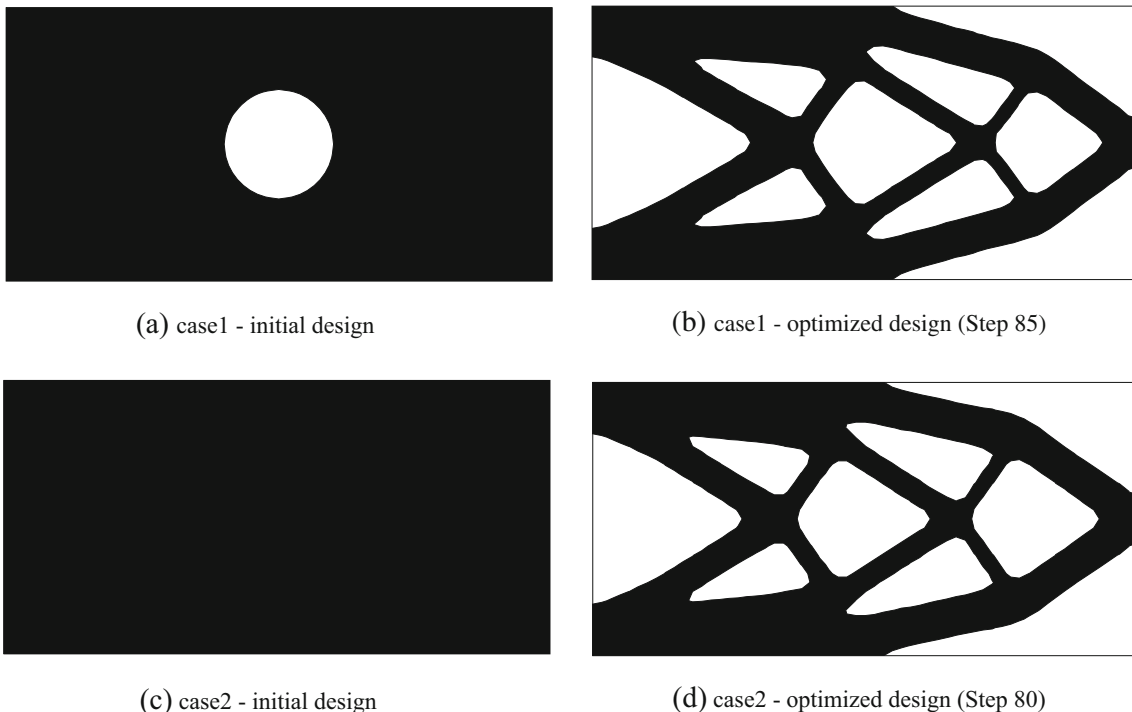 (a) case1 - initial design
(b) case1 - optimized design (Step 85)
(c) case2 - initial design
(d) case2 - optimized design (Step 80)